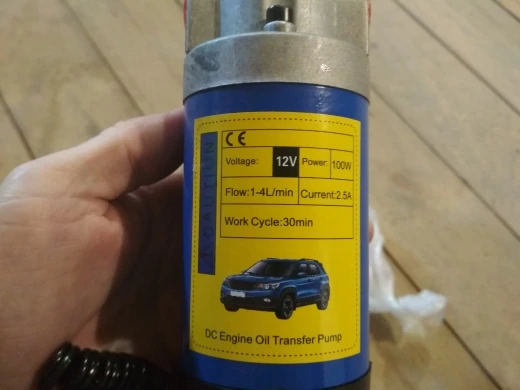 CE
Voltage: 12V Power: 100W
Flow:1-4L/min Current:2.5A
Work Cycle:30min
DC Engine Oil Transfer Pump